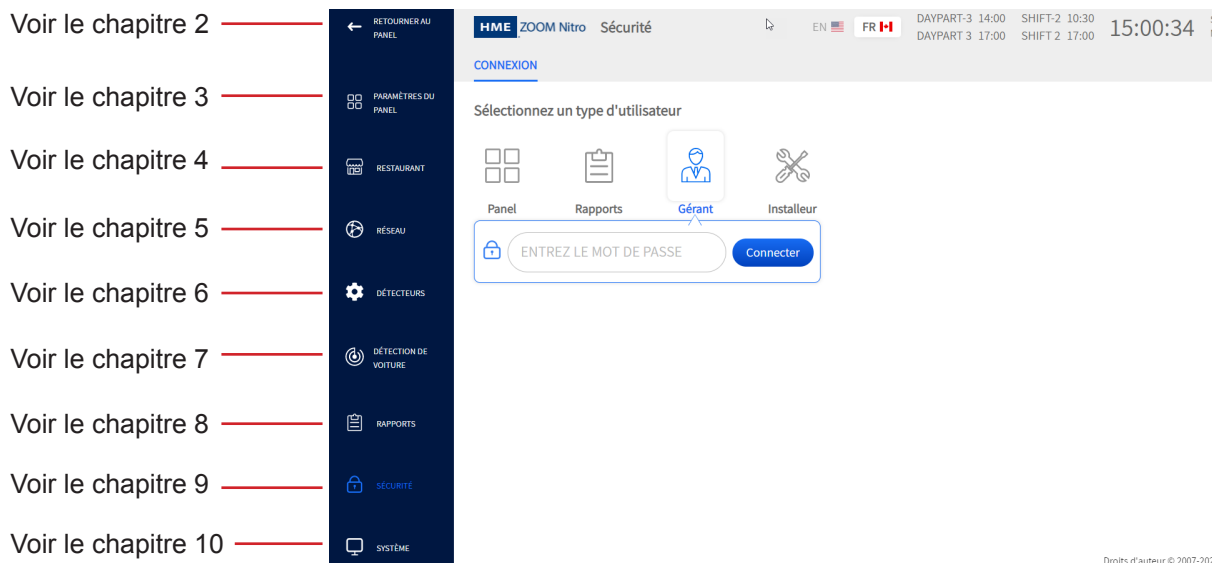 Voir le chapitre 2
Voir le chapitre 3
Voir le chapitre 4
Voir le chapitre 5
Voir le chapitre 6
Voir le chapitre 7
Voir le chapitre 8
Voir le chapitre 9
Voir le chapitre 10
RETOURNER AU
PANEL
PARAMÈTRES DU
PANEL
RESTAURANT
RÉSEAU
DÉTECTEURS
DÉTECTION DE
VOITURE
RAPPORTS
SÉCURITÉ
SYSTÈME
HME ZOOM Nitro Sécurité
EN FR
DAYPART-3 14:00 SHIFT-2 10:30
DAYPART 3 17:00 SHIFT 2 17:00
15:00:34
CONNEXION
Sélectionnez un type d'utilisateur
Panel Rapports Gérant Installeur
ENTREZ LE MOT DE PASSE Connecter
Droits d'auteur © 2007-202